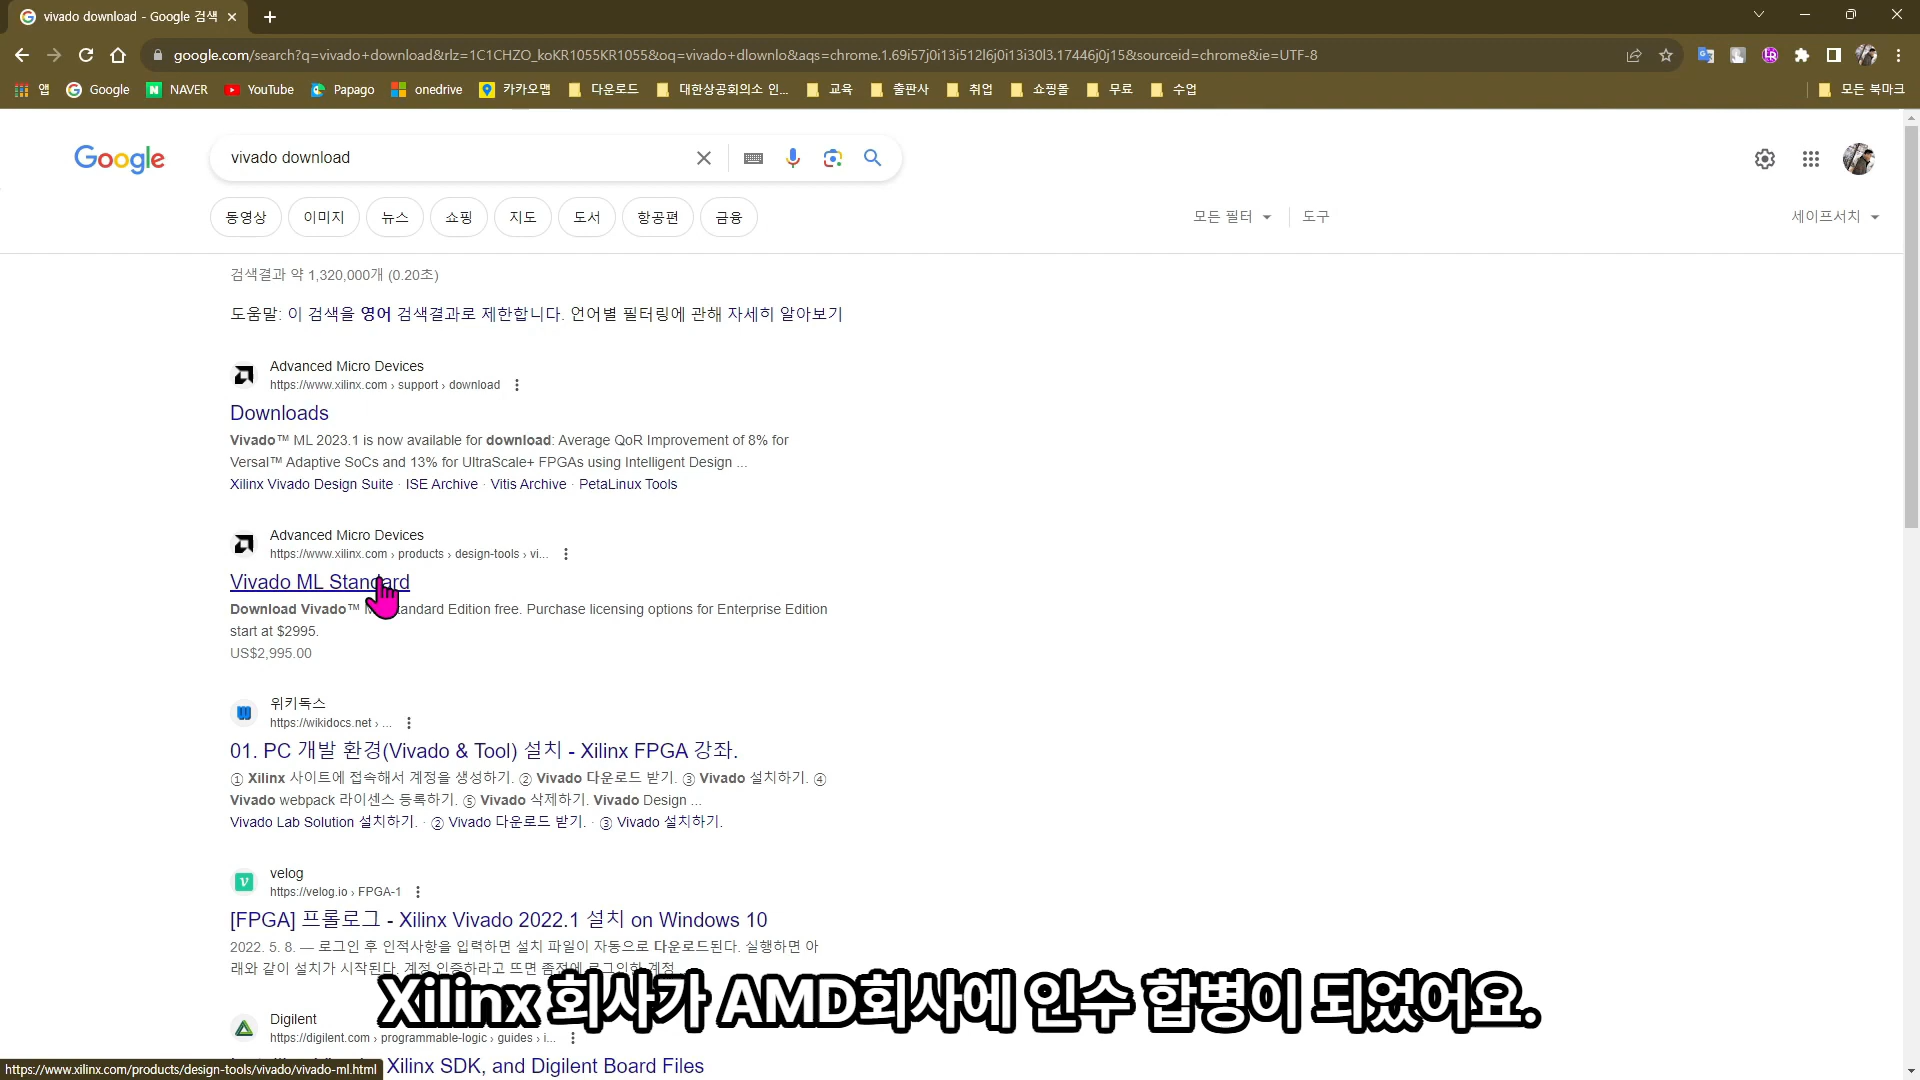 vivado download - Google 검색
google.com/search?q=vivado+download&rlz=1C1CHZO_koKR1055KR1055&oq=vivado+dlownlo&aqs=chrome.1.69i57j0i13i512l6j0i13i30l3.17446j0j15&sourceid=chrome&ie=UTF-8
앱 Google NAVER YouTube Papago onedrive 카카오맵 다운로드 대한상공회의소 인... 교육 출판사 취업 쇼핑몰 무료 수업 모든 북마크
Google
vivado download
동영상 이미지 뉴스 쇼핑 지도 도서 항공편 금융 모든 필터 도구 세이프서치
검색결과 약 1,320,000개 (0.20초)
도움말: 이 검색을 영어 검색결과로 제한합니다. 언어별 필터링에 관해 자세히 알아보기
Advanced Micro Devices
https://www.xilinx.com › support › download
Downloads
Vivado™ ML 2023.1 is now available for download: Average QoR Improvement of 8% for
Versal™ Adaptive SoCs and 13% for UltraScale+ FPGAs using Intelligent Design ...
Xilinx Vivado Design Suite · ISE Archive · Vitis Archive · PetaLinux Tools
Advanced Micro Devices
https://www.xilinx.com › products › design-tools › vi...
Vivado ML Standard
Download Vivado™ Standard Edition free. Purchase licensing options for Enterprise Edition
start at $2995.
US$2,995.00
위키독스
https://wikidocs.net › ...
01. PC 개발 환경(Vivado & Tool) 설치 - Xilinx FPGA 강좌.
① Xilinx 사이트에 접속해서 계정을 생성하기. ② Vivado 다운로드 받기. ③ Vivado 설치하기. ④
Vivado webpack 라이센스 등록하기. ⑤ Vivado 삭제하기. Vivado Design ...
Vivado Lab Solution 설치하기. · ② Vivado 다운로드 받기. · ③ Vivado 설치하기.
velog
https://velog.io › FPGA-1
[FPGA] 프롤로그 - Xilinx Vivado 2022.1 설치 on Windows 10
2022. 5. 8. — 로그인 후 인적사항을 입력하면 설치 파일이 자동으로 다운로드된다. 실행하면 아
래와 같이 설치가 시작된다. 계정 인증하라고 뜨면 좀전에 로그인한 계정
Xilinx 회사가 AMD회사에 인수 합병이 되었어요.
Digilent
https://digilent.com › programmable-logic › guides › i...
Xilinx SDK, and Digilent Board Files
https://www.xilinx.com/products/design-tools/vivado/vivado-ml.html